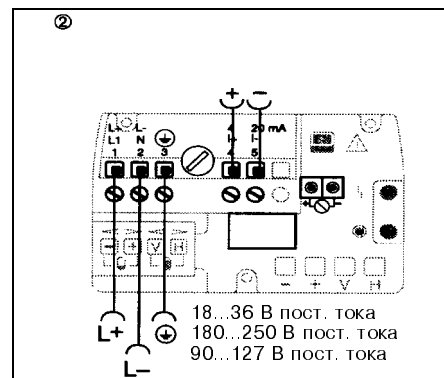 ②
+ −
L+ L- 4 20 mA
L1 N I+ I-
1 2 3 4 5
− + V H
+ −
− + V H
L+
L−
18...36 В пост. тока
180...250 В пост. тока
90...127 В пост. тока